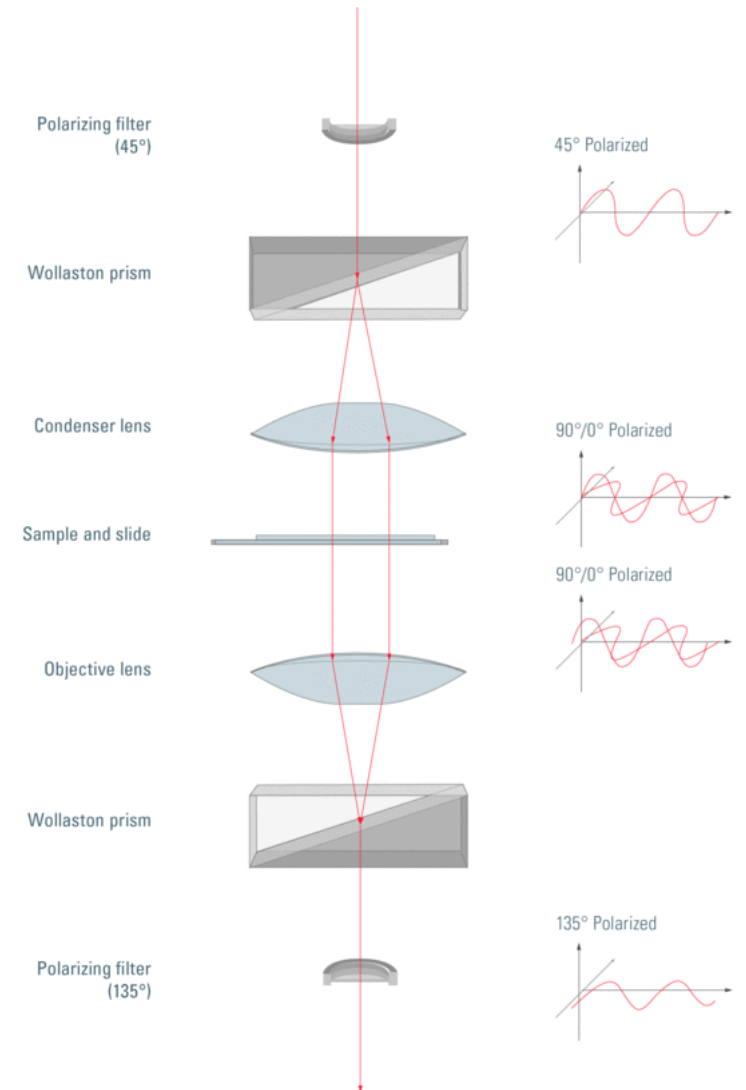 Polarizing filter
(45°)
45° Polarized
Wollaston prism
Condenser lens
90°/0° Polarized
Sample and slide
90°/0° Polarized
Objective lens
Wollaston prism
135° Polarized
Polarizing filter
(135°)